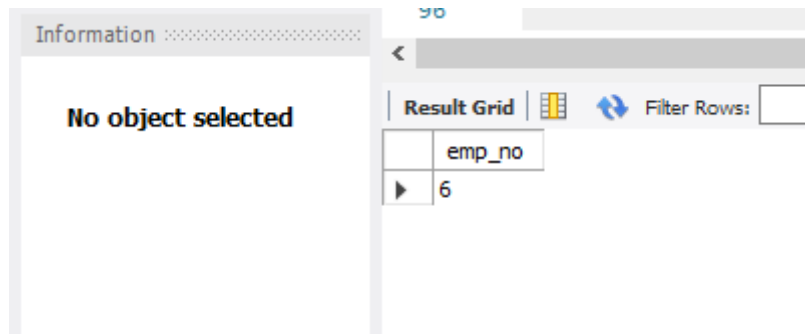 Information
No object selected
96
Result Grid Filter Rows:
emp_no
6